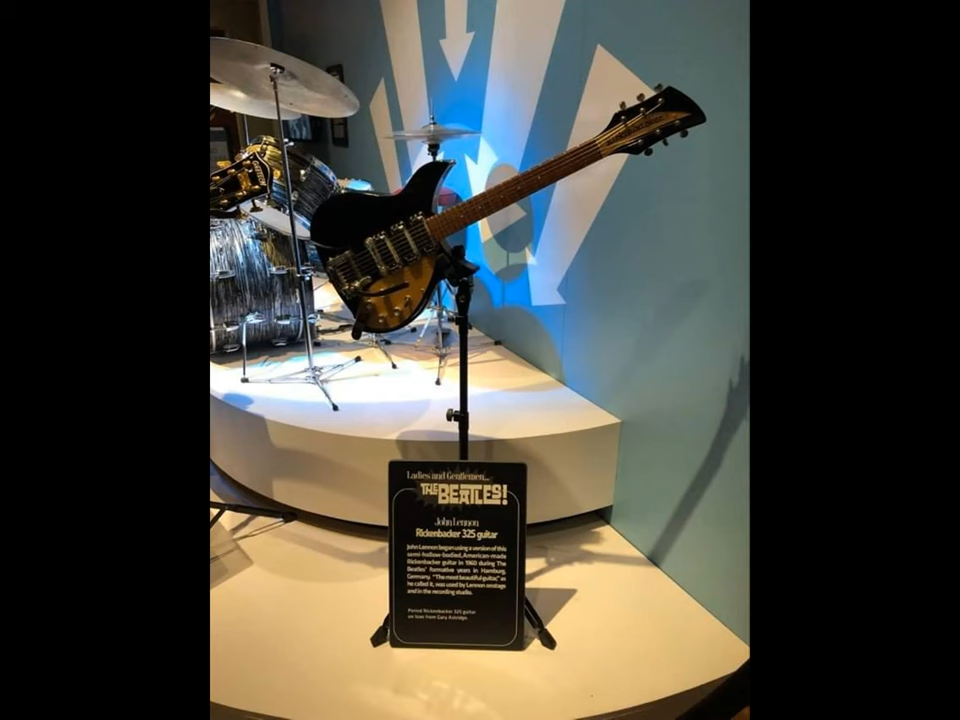 GRETSCH
Ladies and Gentlemen...
THE BEATLES!
John Lennon
Rickenbacker 325 guitar
John Lennon began using a version of this
semi-hollow-bodied, American-made
Rickenbacker guitar in 1960 during The
Beatles' formative years in Hamburg,
Germany. "The most beautiful guitar," as
he called it, was used by Lennon onstage
and in the recording studio.
Period Rickenbacker 325 guitar
on loan from Gary Astridge.